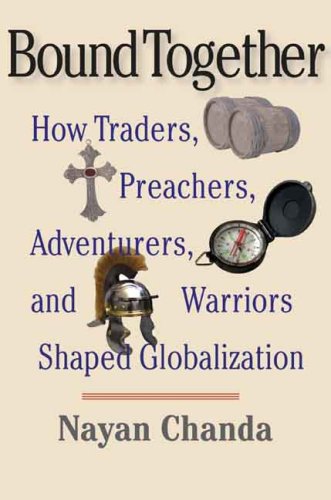 Bound Together
How Traders,
Preachers,
Adventurers,
and Warriors
Shaped Globalization
Nayan Chanda